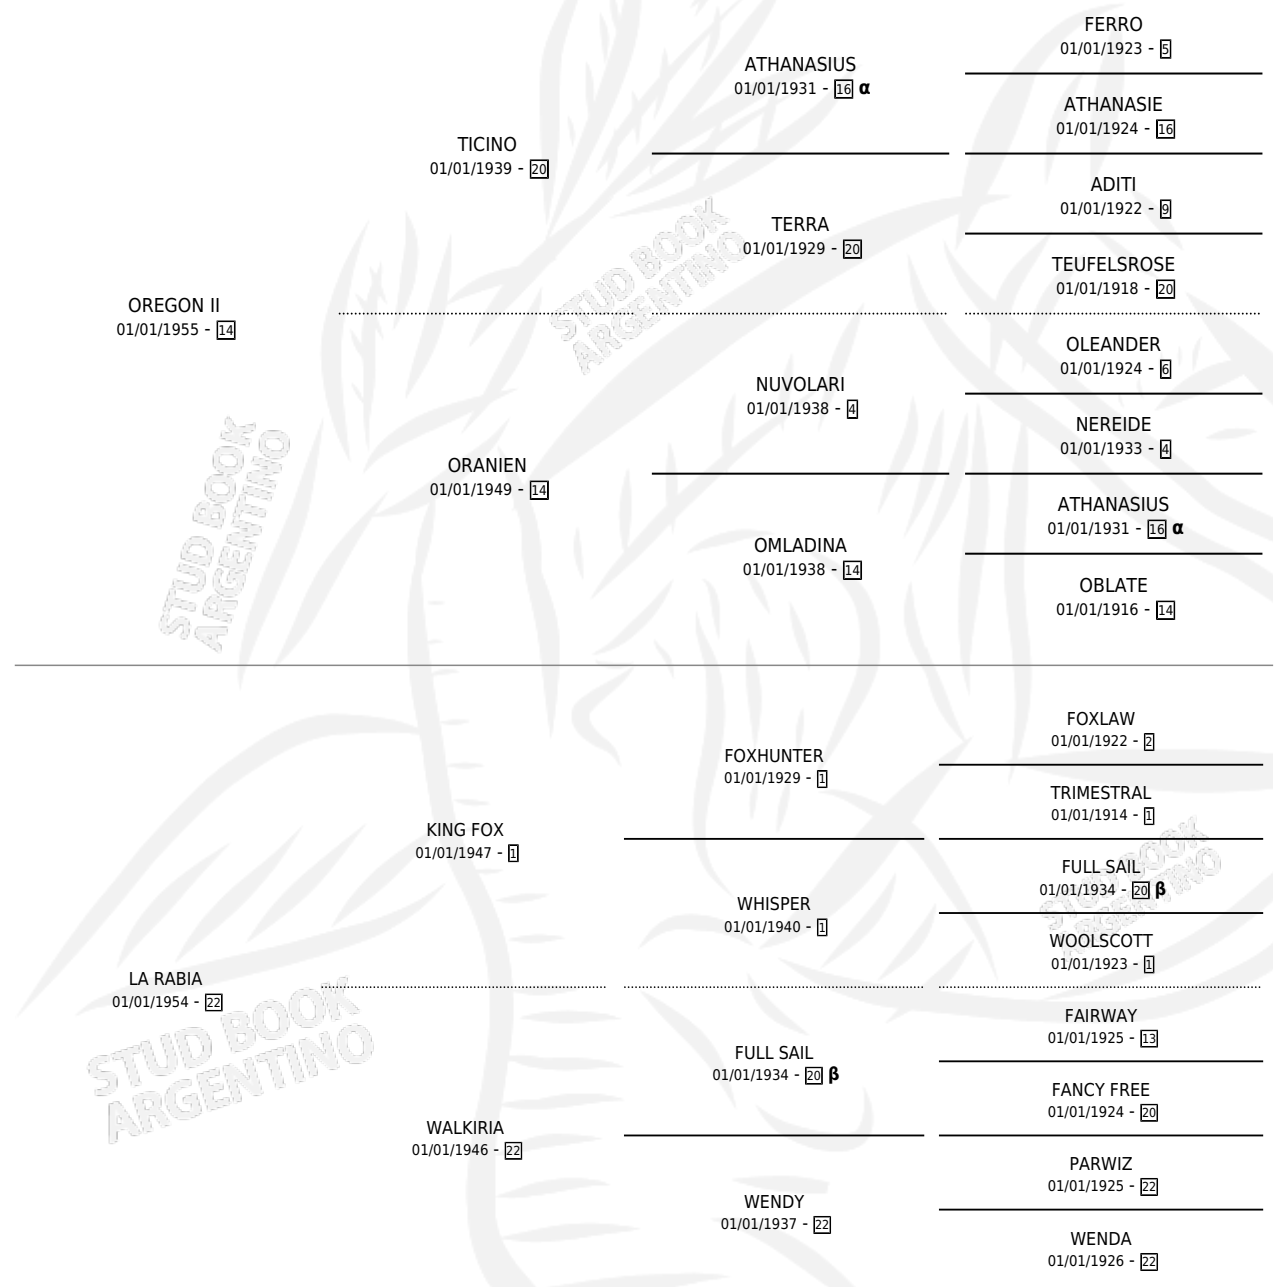 FERRO
01/01/1923 - 5
ATHANASIUS
01/01/1931 - 16 α
ATHANASIE
01/01/1924 - 16
TICINO
01/01/1939 - 20
ADITI
01/01/1922 - 9
TERRA
01/01/1929 - 20
TEUFELSROSE
01/01/1918 - 20
OREGON II
01/01/1955 - 14
OLEANDER
01/01/1924 - 6
NUVOLARI
01/01/1938 - 4
NEREIDE
01/01/1933 - 4
ORANIEN
01/01/1949 - 14
ATHANASIUS
01/01/1931 - 16 α
OMLADINA
01/01/1938 - 14
OBLATE
01/01/1916 - 14
FOXLAW
01/01/1922 - 2
FOXHUNTER
01/01/1929 - 1
TRIMESTRAL
01/01/1914 - 1
KING FOX
01/01/1947 - 1
FULL SAIL
01/01/1934 - 20 β
WHISPER
01/01/1940 - 1
WOOLSCOTT
01/01/1923 - 1
LA RABIA
01/01/1954 - 22
FAIRWAY
01/01/1925 - 13
FULL SAIL
01/01/1934 - 20 β
FANCY FREE
01/01/1924 - 20
WALKIRIA
01/01/1946 - 22
PARWIZ
01/01/1925 - 22
WENDY
01/01/1937 - 22
WENDA
01/01/1926 - 22
STUD BOOK
ARGENTINO
STUD BOOK
ARGENTINO
STUD BOOK
ARGENTINO
STUD BOOK
ARGENTINO